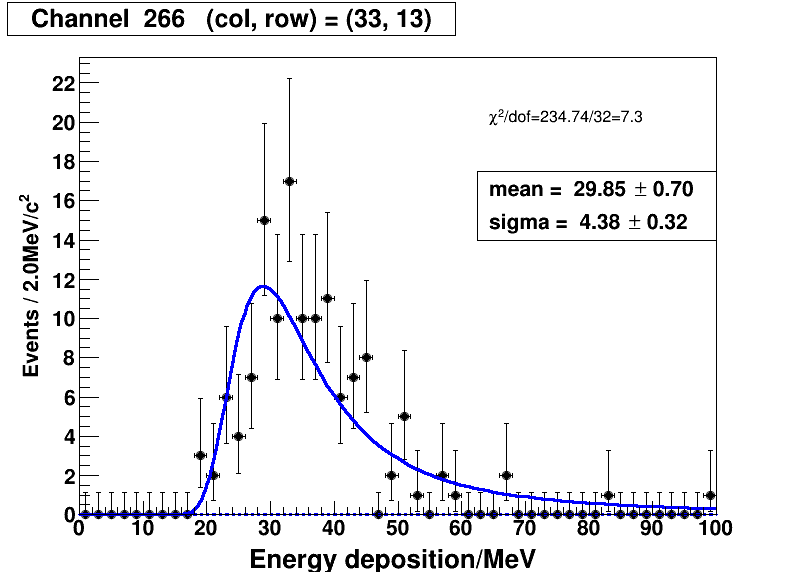 Channel 266 (col, row) = (33, 13)
χ²/dof=234.74/32=7.3
mean = 29.85 ± 0.70
sigma = 4.38 ± 0.32
Events / 2.0MeV/c²
22
20
18
16
14
12
10
8
6
4
2
0
0 10 20 30 40 50 60 70 80 90 100
Energy deposition/MeV